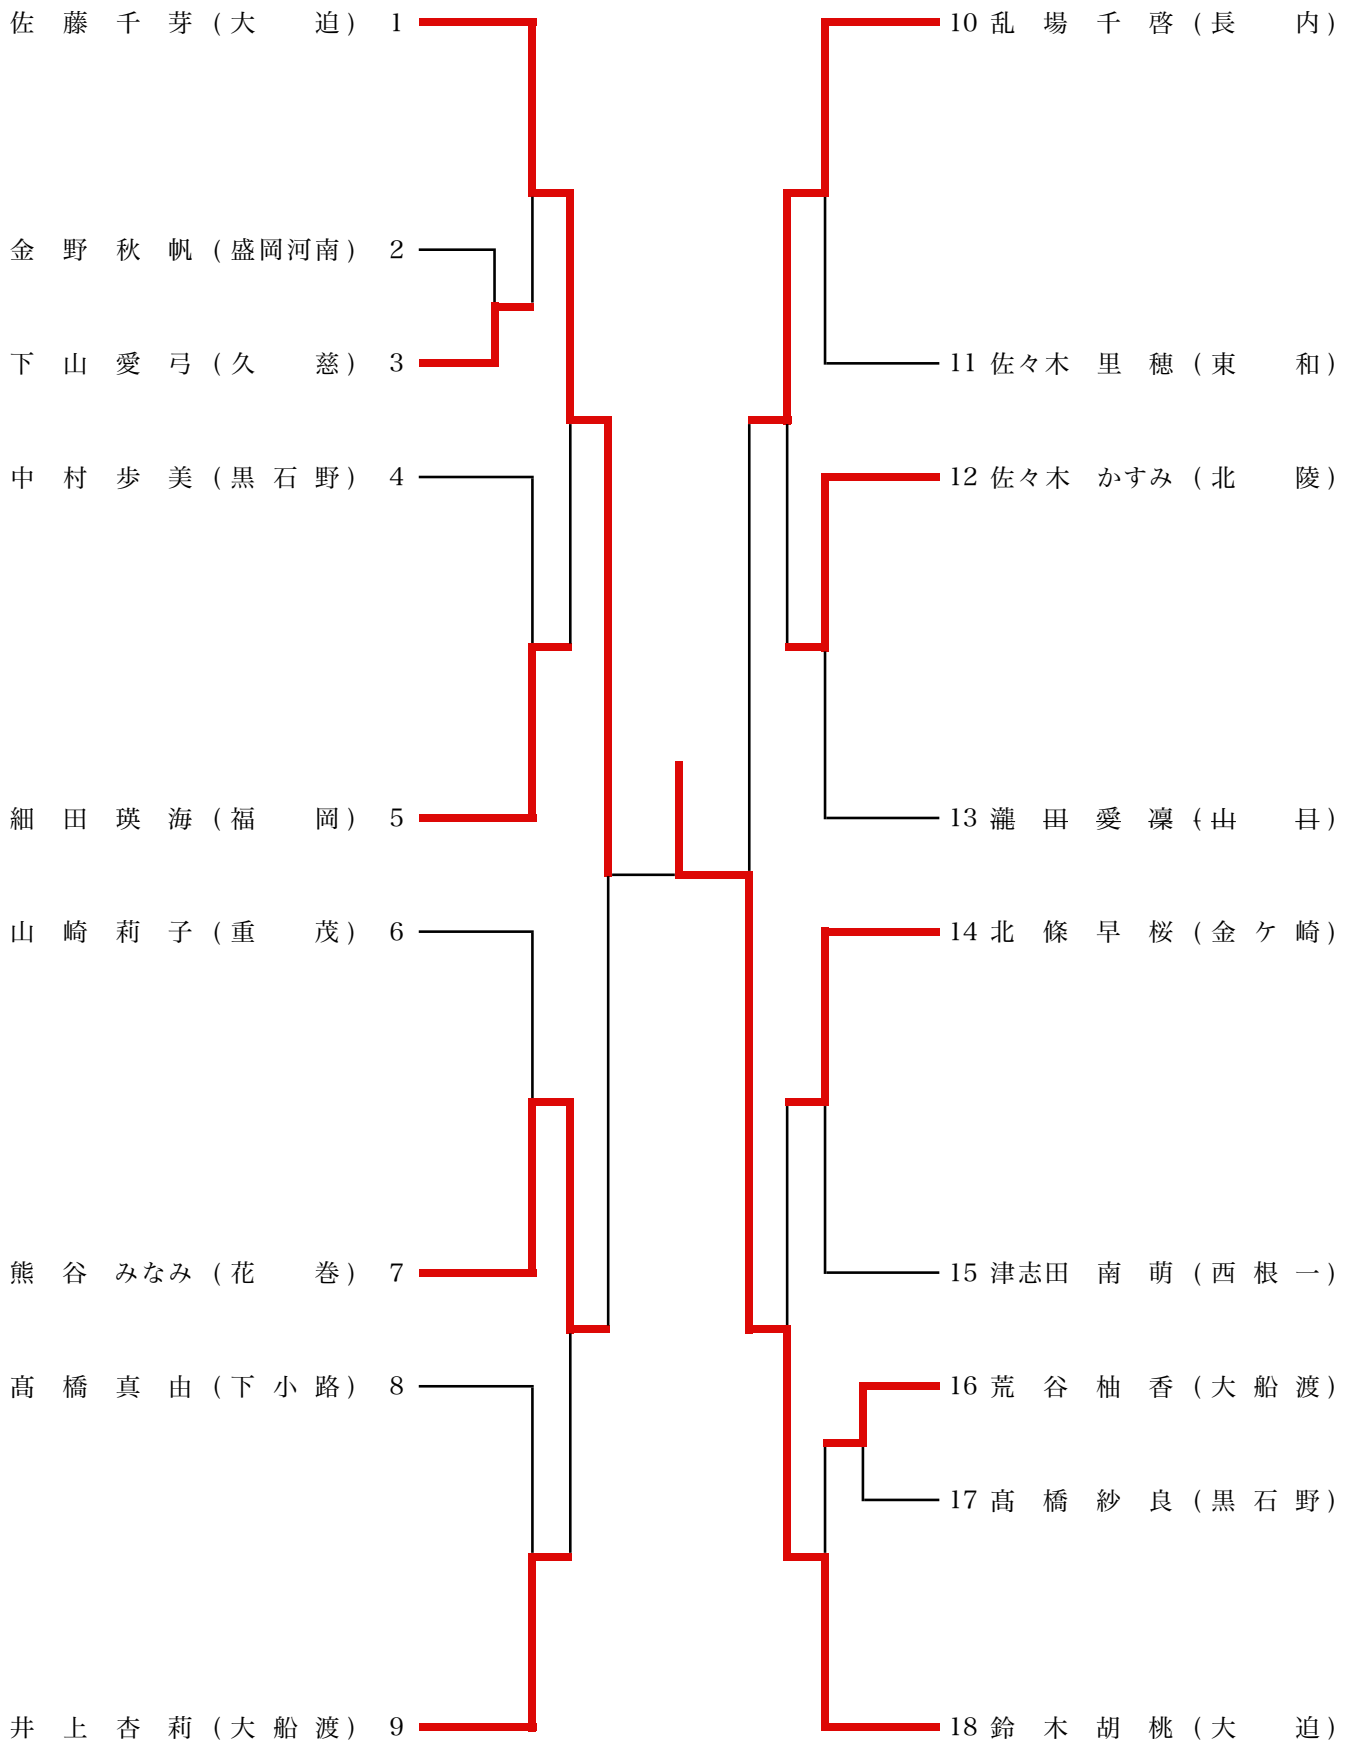 佐藤千芽(大迫) 1
金野秋帆(盛岡河南) 2
下山愛弓(久慈) 3
中村歩美(黒石野) 4
細田瑛海(福岡) 5
山崎莉子(重茂) 6
熊谷みなみ(花巻) 7
髙橋真由(下小路) 8
井上杏莉(大船渡) 9
10 乱場千啓(長内)
11 佐々木里穂(東和)
12 佐々木かすみ(北陵)
13 瀧田愛凜(山目)
14 北條早桜(金ケ崎)
15 津志田南萌(西根一)
16 荒谷柚香(大船渡)
17 髙橋紗良(黒石野)
18 鈴木胡桃(大迫)